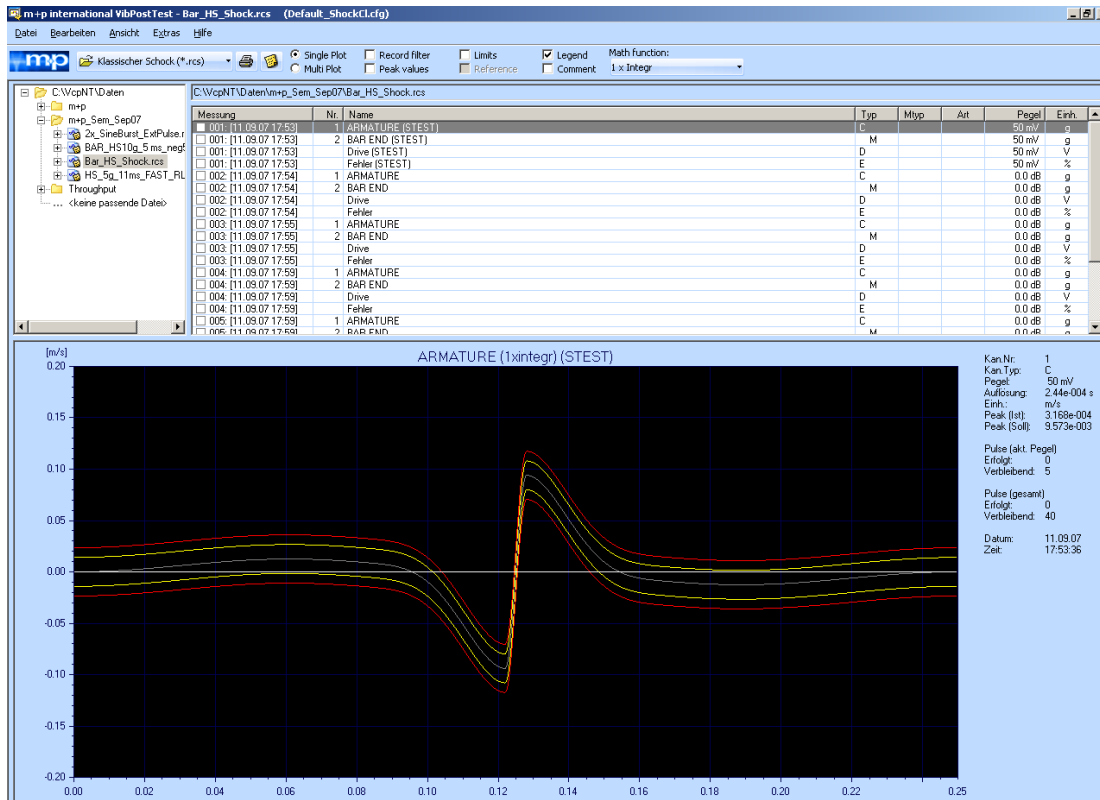 m+p international VibPostTest - Bar_HS_Shock.rcs (Default_ShockCl.cfg)
Datei Bearbeiten Ansicht Extras Hilfe
m+p Klassischer Schock (*.rcs) Single Plot Multi Plot Record filter Peak values Limits Reference Legend Comment Math function: 1 x Integr
C:\VcpNT\Daten
m+p
m+p_Sem_Sep07
2x_SineBurst_ExtPulse.r
BAR_HS10g_5 ms_neg5
Bar_HS_Shock.rcs
HS_5g_11ms_FAST_RL
Throughput
... <keine passende Datei>
C:\VcpNT\Daten\m+p_Sem_Sep07\Bar_HS_Shock.rcs
Messung Nr. Name Typ Mtyp Art Pegel Einh.
001: [11.09.07 17:53] 1 ARMATURE (STEST) C 50 mV g
001: [11.09.07 17:53] 2 BAR END (STEST) M 50 mV g
001: [11.09.07 17:53] Drive (STEST) D 50 mV V
001: [11.09.07 17:53] Fehler (STEST) E 50 mV %
002: [11.09.07 17:54] 1 ARMATURE C 0.0 dB g
002: [11.09.07 17:54] 2 BAR END M 0.0 dB g
002: [11.09.07 17:54] Drive D 0.0 dB V
002: [11.09.07 17:54] Fehler E 0.0 dB %
003: [11.09.07 17:55] 1 ARMATURE C 0.0 dB g
003: [11.09.07 17:55] 2 BAR END M 0.0 dB g
003: [11.09.07 17:55] Drive D 0.0 dB V
003: [11.09.07 17:55] Fehler E 0.0 dB %
004: [11.09.07 17:59] 1 ARMATURE C 0.0 dB g
004: [11.09.07 17:59] 2 BAR END M 0.0 dB g
004: [11.09.07 17:59] Drive D 0.0 dB V
004: [11.09.07 17:59] Fehler E 0.0 dB %
005: [11.09.07 17:59] 1 ARMATURE C 0.0 dB g
005: [11.09.07 17:59] 2 BAR END M 0.0 dB g
[m/s]
ARMATURE (1xintegr) (STEST)
0.20
0.15
0.10
0.05
0.00
-0.05
-0.10
-0.15
-0.20
0.00 0.02 0.04 0.06 0.08 0.10 0.12 0.14 0.16 0.18 0.20 0.22 0.25
Kan.Nr: 1
Kan.Typ: C
Pegel: 50 mV
Auflösung: 2.44e-004 s
Einh.: m/s
Peak (Ist): 3.168e-004
Peak (Soll): 9.573e-003
Pulse (akt. Pegel)
Erfolgt: 0
Verbleibend: 5
Pulse (gesamt)
Erfolgt: 0
Verbleibend: 40
Datum: 11.09.07
Zeit: 17:53:36